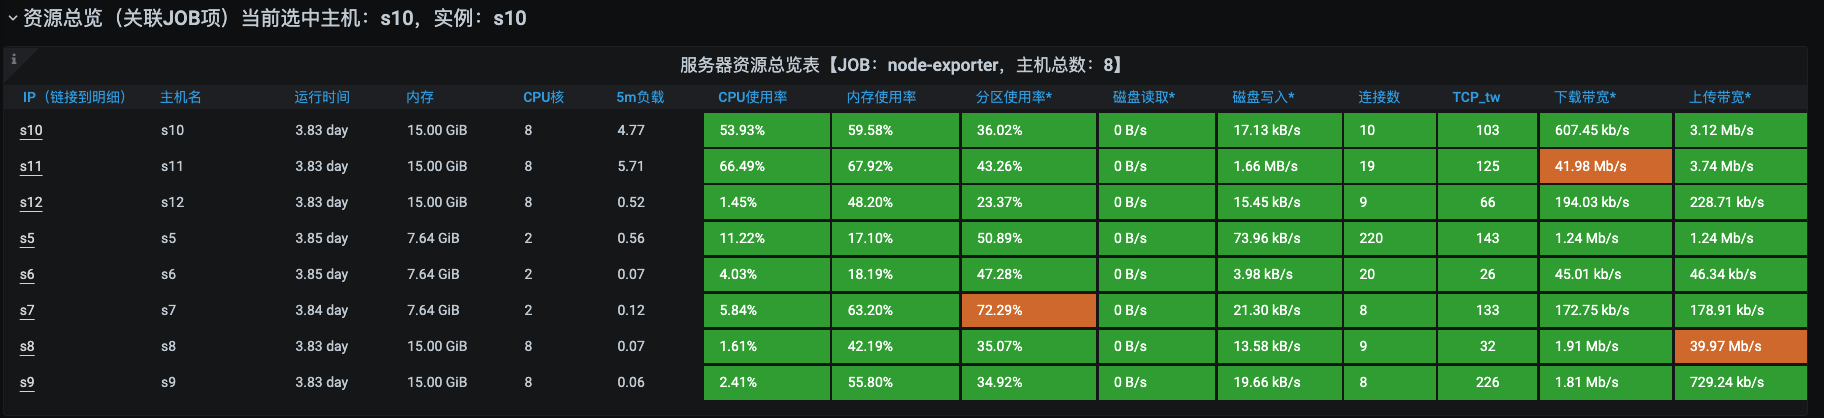 资源总览（关联JOB项）当前选中主机：s10，实例：s10
服务器资源总览表【JOB：node-exporter，主机总数：8】
IP（链接到明细） 主机名 运行时间 内存 CPU核 5m负载 CPU使用率 内存使用率 分区使用率* 磁盘读取* 磁盘写入* 连接数 TCP_tw 下载带宽* 上传带宽*
s10 s10 3.83 day 15.00 GiB 8 4.77 53.93% 59.58% 36.02% 0 B/s 17.13 kB/s 10 103 607.45 kb/s 3.12 Mb/s
s11 s11 3.83 day 15.00 GiB 8 5.71 66.49% 67.92% 43.26% 0 B/s 1.66 MB/s 19 125 41.98 Mb/s 3.74 Mb/s
s12 s12 3.83 day 15.00 GiB 8 0.52 1.45% 48.20% 23.37% 0 B/s 15.45 kB/s 9 66 194.03 kb/s 228.71 kb/s
s5 s5 3.85 day 7.64 GiB 2 0.56 11.22% 17.10% 50.89% 0 B/s 73.96 kB/s 220 143 1.24 Mb/s 1.24 Mb/s
s6 s6 3.85 day 7.64 GiB 2 0.07 4.03% 18.19% 47.28% 0 B/s 3.98 kB/s 20 26 45.01 kb/s 46.34 kb/s
s7 s7 3.84 day 7.64 GiB 2 0.12 5.84% 63.20% 72.29% 0 B/s 21.30 kB/s 8 133 172.75 kb/s 178.91 kb/s
s8 s8 3.83 day 15.00 GiB 8 0.07 1.61% 42.19% 35.07% 0 B/s 13.58 kB/s 9 32 1.91 Mb/s 39.97 Mb/s
s9 s9 3.83 day 15.00 GiB 8 0.06 2.41% 55.80% 34.92% 0 B/s 19.66 kB/s 8 226 1.81 Mb/s 729.24 kb/s